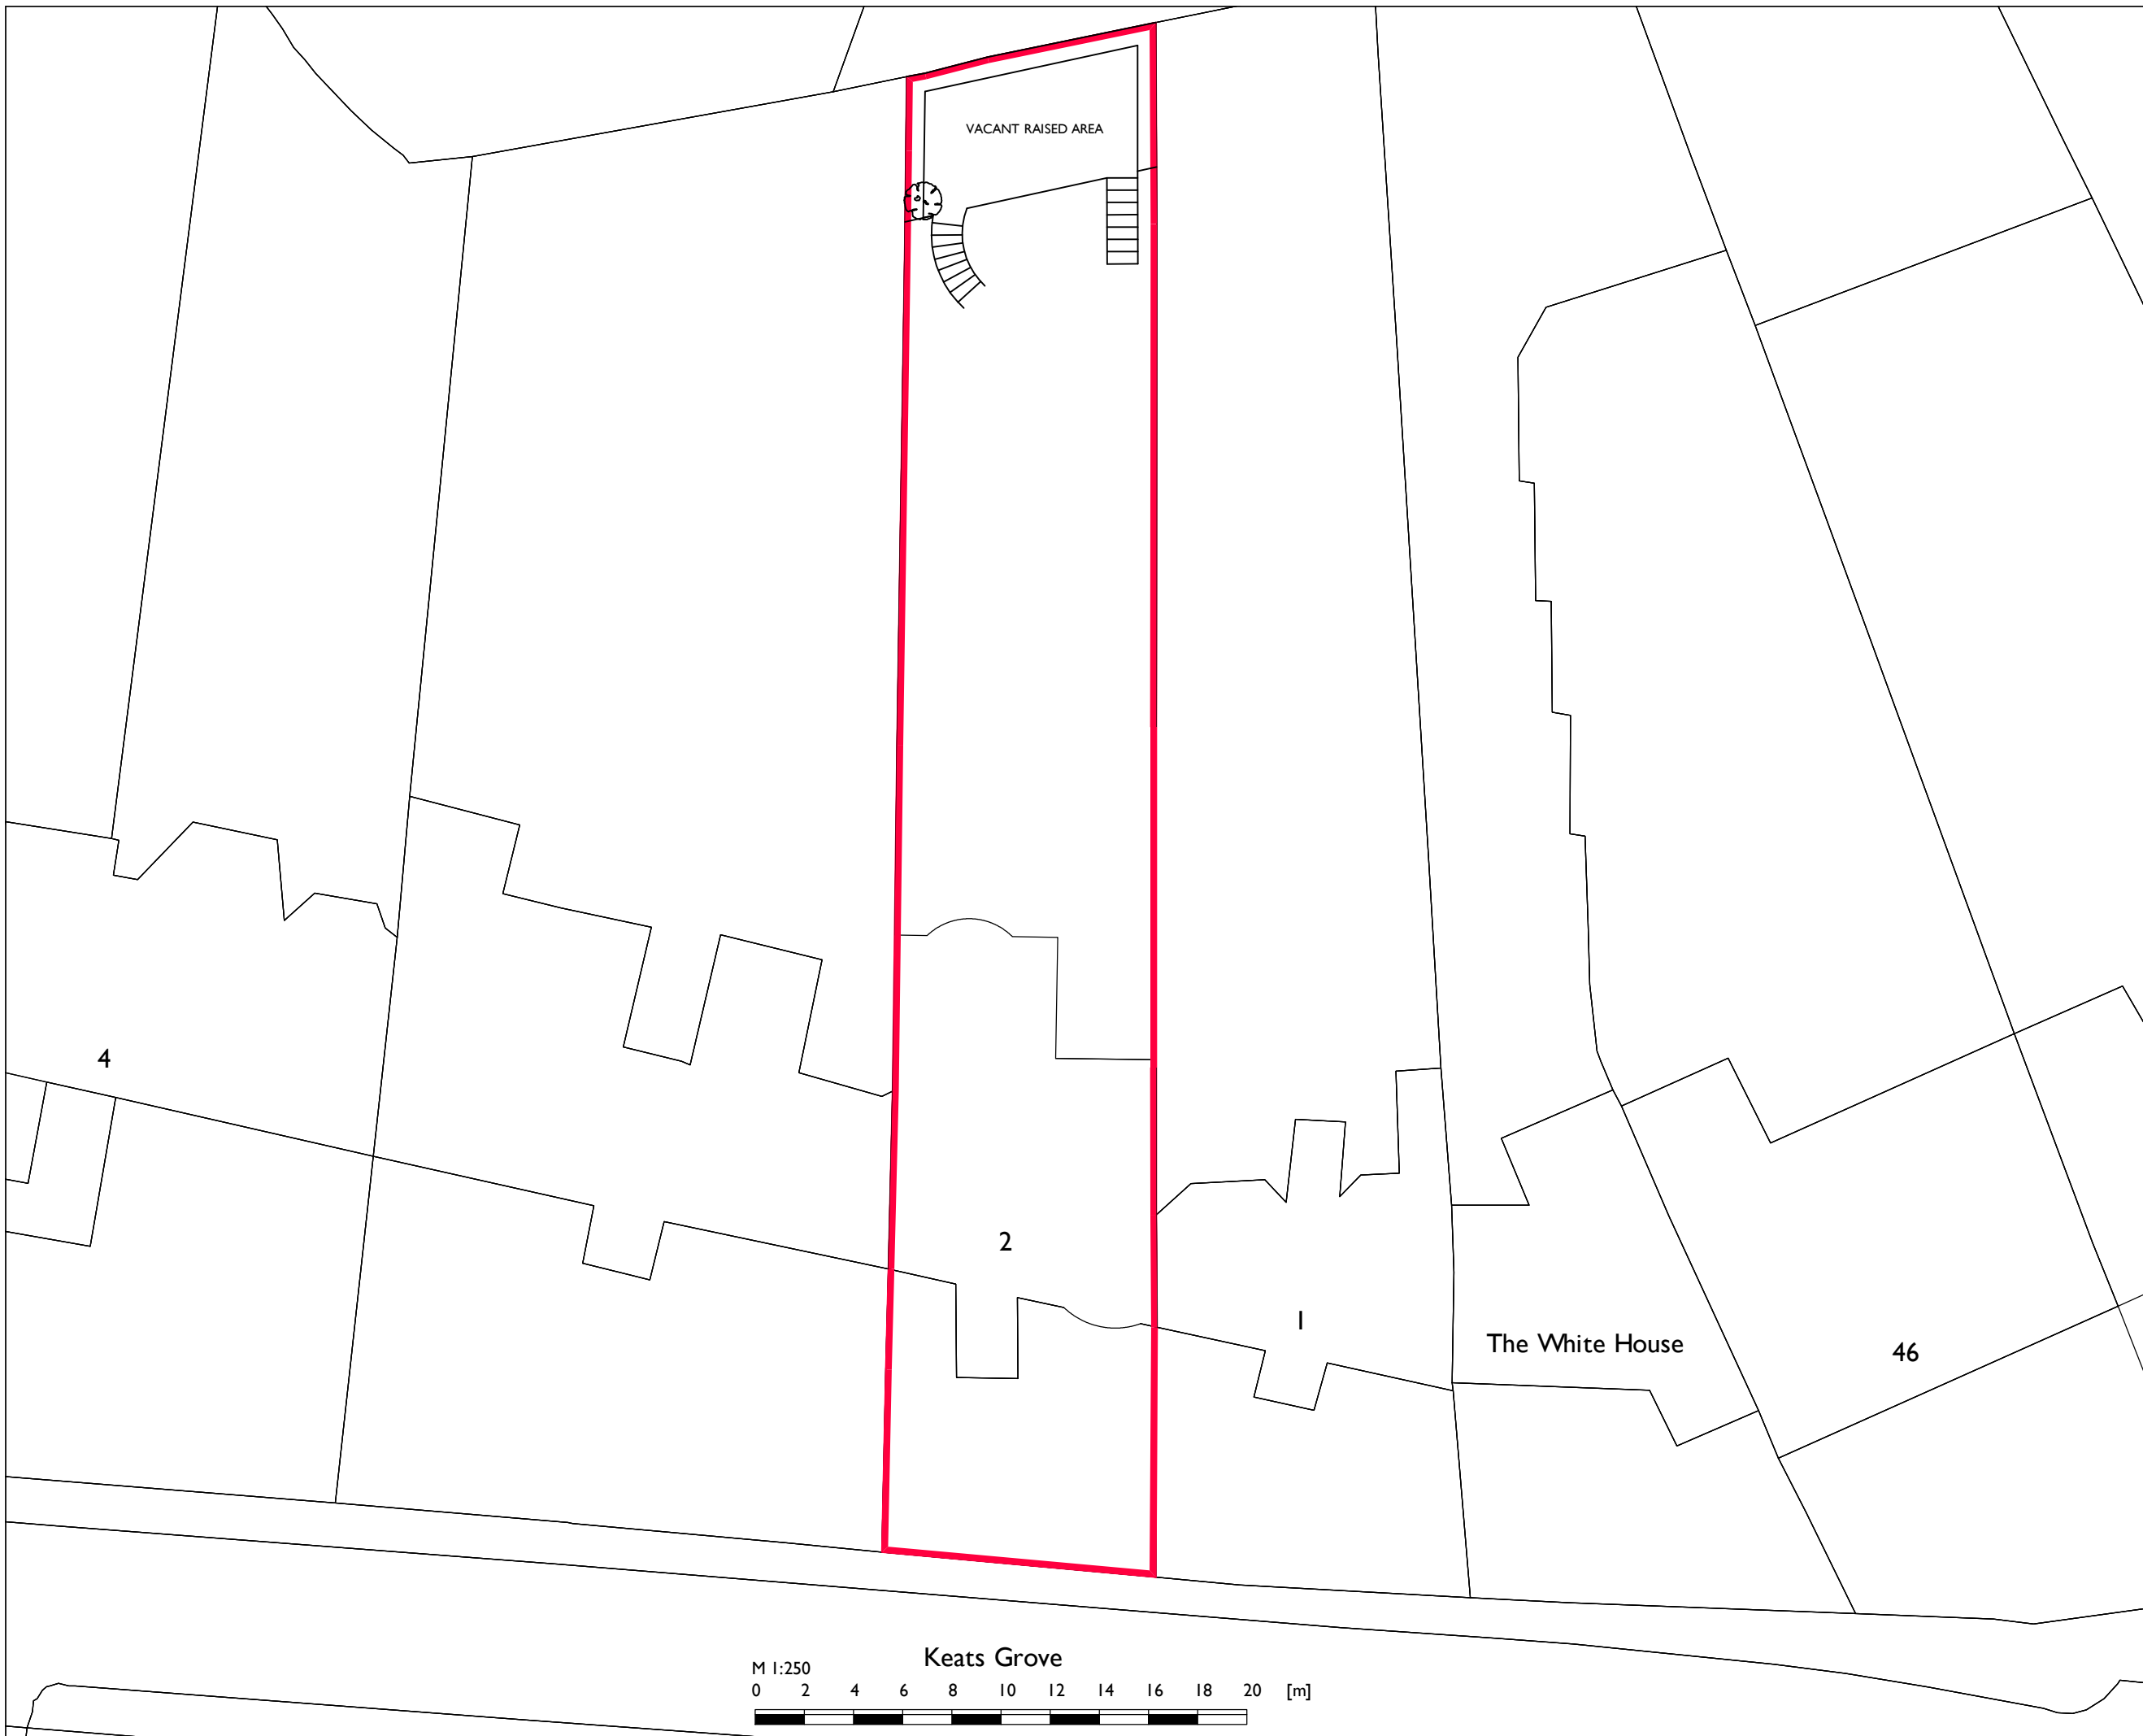 VACANT RAISED AREA
4
2
1
The White House
46
Keats Grove
M 1:250
0 2 4 6 8 10 12 14 16 18 20 [m]